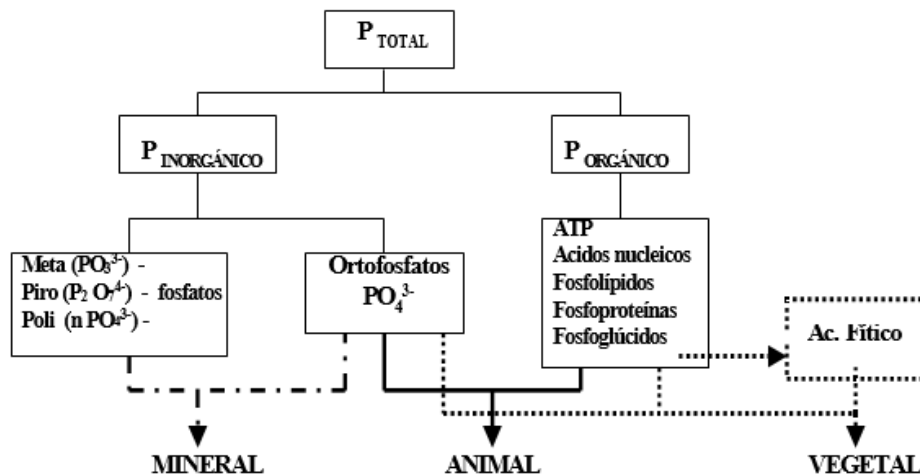 P TOTAL
P INORGÁNICO
P ORGÁNICO
Meta (PO₃³⁻) -
Piro (P₂ O₇⁴⁻) - fosfatos
Poli (n PO₄³⁻) -
Ortofosfatos
PO₄³⁻
ATP
Acidos nucleicos
Fosfolípidos
Fosfoproteínas
Fosfoglúcidos
Ac. Fítico
MINERAL
ANIMAL
VEGETAL